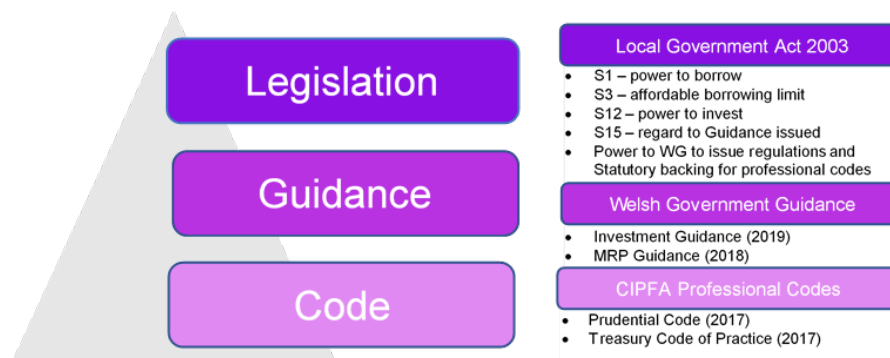 Legislation
Guidance
Code
Local Government Act 2003
• S1 – power to borrow
• S3 – affordable borrowing limit
• S12 – power to invest
• S15 – regard to Guidance issued
• Power to WG to issue regulations and
Statutory backing for professional codes
Welsh Government Guidance
• Investment Guidance (2019)
• MRP Guidance (2018)
CIPFA Professional Codes
• Prudential Code (2017)
• Treasury Code of Practice (2017)